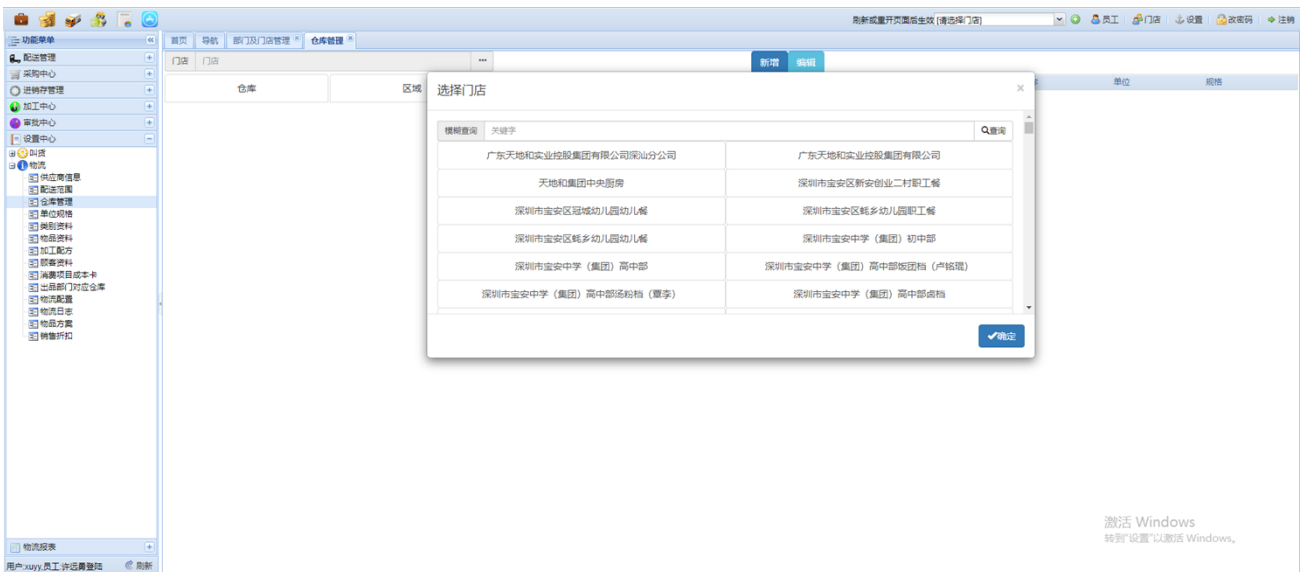 刷新或重开页面后生效 [请选择门店] 员工 门店 设置 改密码 注销
功能菜单
首页 导航 部门及门店管理 仓库管理
配送管理
采购中心
进销存管理
加工中心
审批中心
设置中心
叫货
物流
供应商信息
配送范围
仓库管理
单位规格
类别资料
物品资料
加工配方
顾客资料
消费项目成本卡
出品部门对应仓库
物流配置
物流日志
物品方案
销售折扣
物流报表
用户:xuyy,员工:许远勇登陆 刷新
门店 门店 ··· 新增 编辑
仓库 区域 单位 规格
选择门店 ×
模糊查询 关键字 查询
广东天地和实业控股集团有限公司深汕分公司 广东天地和实业控股集团有限公司
天地和集团中央厨房 深圳市宝安区新安创业二村职工餐
深圳市宝安区冠城幼儿园幼儿餐 深圳市宝安区蚝乡幼儿园职工餐
深圳市宝安区蚝乡幼儿园幼儿餐 深圳市宝安中学（集团）初中部
深圳市宝安中学（集团）高中部 深圳市宝安中学（集团）高中部饭团档（卢铭琨）
深圳市宝安中学（集团）高中部汤粉档（覃李） 深圳市宝安中学（集团）高中部卤档
确定
激活 Windows
转到"设置"以激活 Windows。